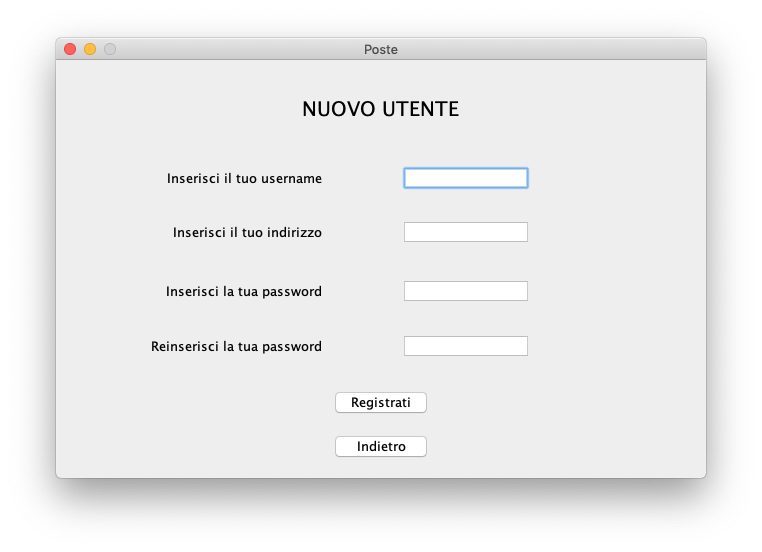 Poste
NUOVO UTENTE
Inserisci il tuo username
Inserisci il tuo indirizzo
Inserisci la tua password
Reinserisci la tua password
Registrati
Indietro